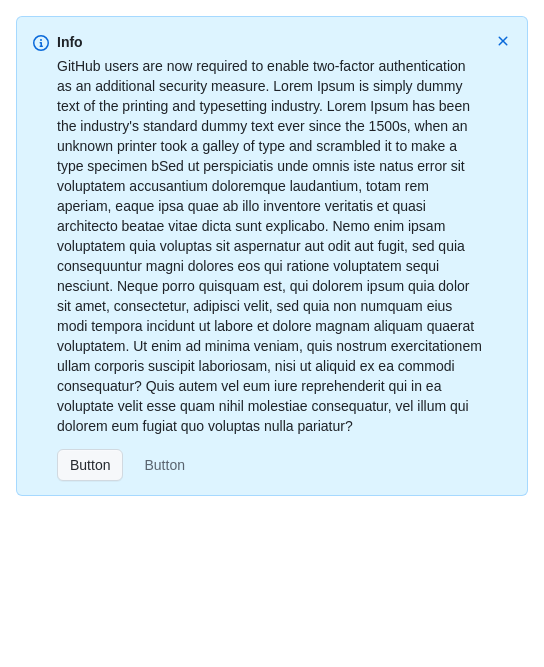 Info
GitHub users are now required to enable two-factor authentication
as an additional security measure. Lorem Ipsum is simply dummy
text of the printing and typesetting industry. Lorem Ipsum has been
the industry's standard dummy text ever since the 1500s, when an
unknown printer took a galley of type and scrambled it to make a
type specimen bSed ut perspiciatis unde omnis iste natus error sit
voluptatem accusantium doloremque laudantium, totam rem
aperiam, eaque ipsa quae ab illo inventore veritatis et quasi
architecto beatae vitae dicta sunt explicabo. Nemo enim ipsam
voluptatem quia voluptas sit aspernatur aut odit aut fugit, sed quia
consequuntur magni dolores eos qui ratione voluptatem sequi
nesciunt. Neque porro quisquam est, qui dolorem ipsum quia dolor
sit amet, consectetur, adipisci velit, sed quia non numquam eius
modi tempora incidunt ut labore et dolore magnam aliquam quaerat
voluptatem. Ut enim ad minima veniam, quis nostrum exercitationem
ullam corporis suscipit laboriosam, nisi ut aliquid ex ea commodi
consequatur? Quis autem vel eum iure reprehenderit qui in ea
voluptate velit esse quam nihil molestiae consequatur, vel illum qui
dolorem eum fugiat quo voluptas nulla pariatur?
Button Button